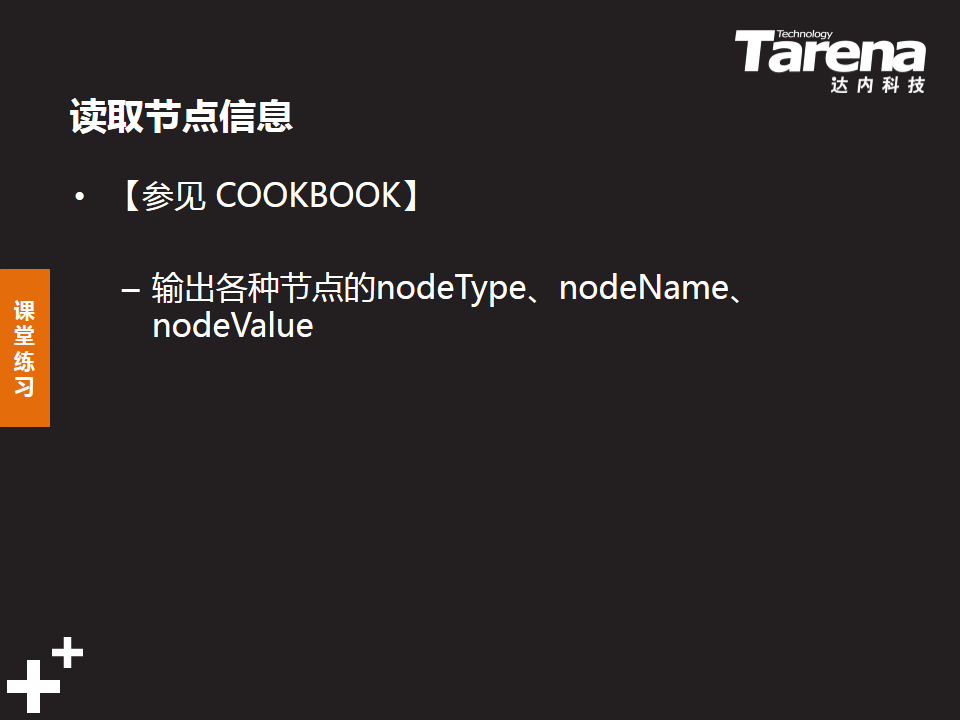 Technology
Tarena
达内科技
读取节点信息
• 【参见 COOKBOOK】
– 输出各种节点的nodeType、nodeName、
nodeValue
课
堂
练
习